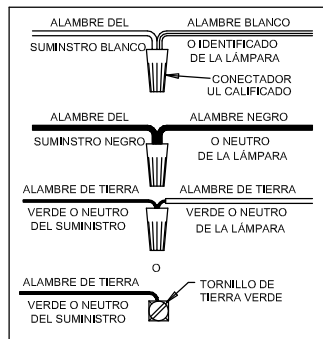 ALAMBRE DEL ALAMBRE BLANCO
SUMINSTRO BLANCO O IDENTIFICADO
DE LA LÁMPARA
CONECTADOR
UL CALIFICADO
ALAMBRE DEL ALAMBRE NEGRO
SUMINSTRO NEGRO O NEUTRO
DE LA LÁMPARA
ALAMBRE DE TIERRA ALAMBRE DE TIERRA
VERDE O NEUTRO VERDE O NEUTRO
DEL SUMINISTRO DE LA LÁMPARA
O
ALAMBRE DE TIERRA TORNILLO DE
TIERRA VERDE
VERDE O NEUTRO
DEL SUMINISTRO